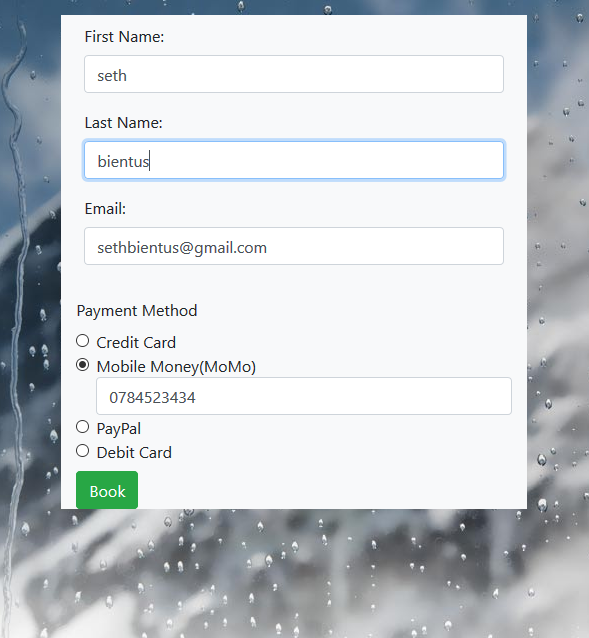 First Name:
seth
Last Name:
bientus
Email:
sethbientus@gmail.com
Payment Method
Credit Card
Mobile Money(MoMo)
0784523434
PayPal
Debit Card
Book